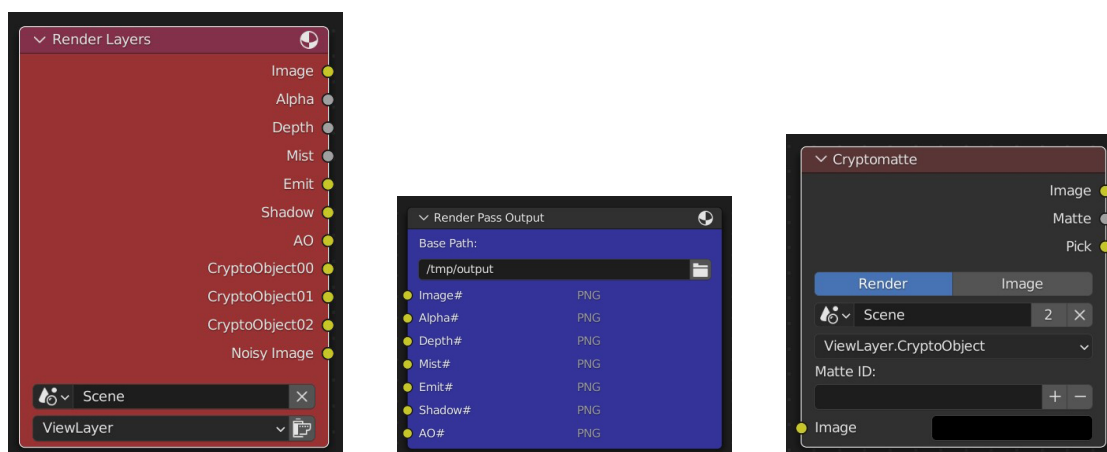 Render Layers
Image
Alpha
Depth
Mist
Emit
Shadow
AO
CryptoObject00
CryptoObject01
CryptoObject02
Noisy Image
Scene
ViewLayer
Render Pass Output
Base Path:
/tmp/output
Image# PNG
Alpha# PNG
Depth# PNG
Mist# PNG
Emit# PNG
Shadow# PNG
AO# PNG
Cryptomatte
Image
Matte
Pick
Render Image
Scene 2
ViewLayer.CryptoObject
Matte ID:
Image